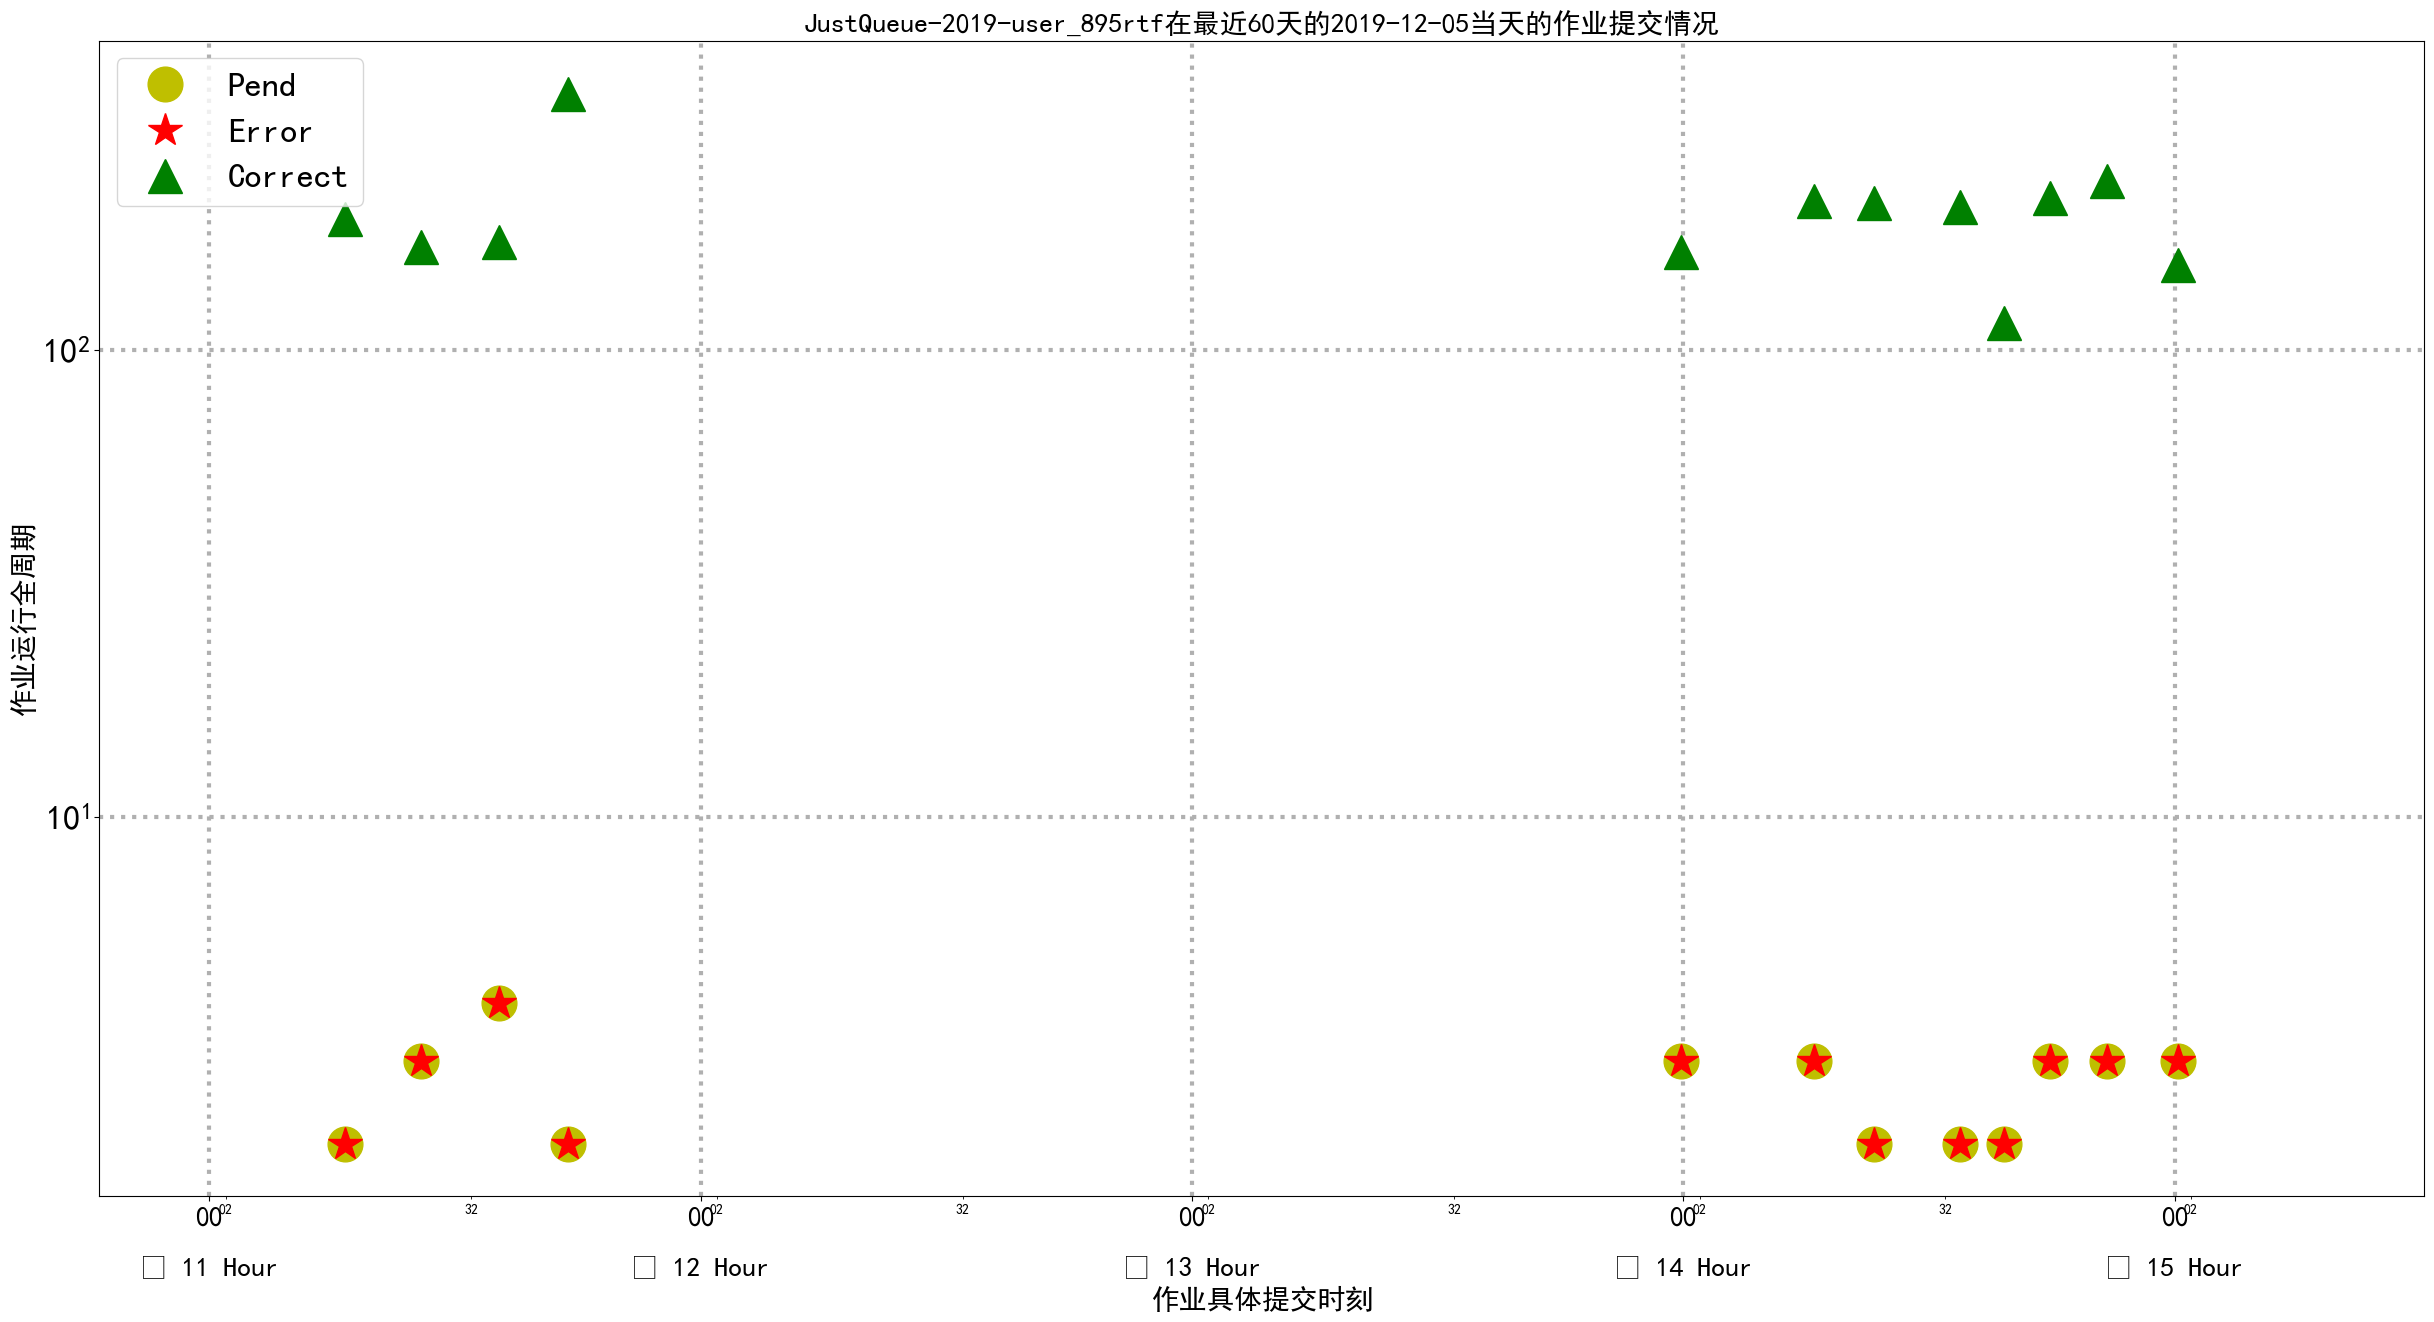 JustQueue-2019-user_895rtf在最近60天的2019-12-05当天的作业提交情况
Pend
Error
Correct
10²
10¹
作业运行全周期
00 02 32 00 02 32 00 02 32 00 02 32 00 02
□ 11 Hour □ 12 Hour □ 13 Hour □ 14 Hour □ 15 Hour
作业具体提交时刻